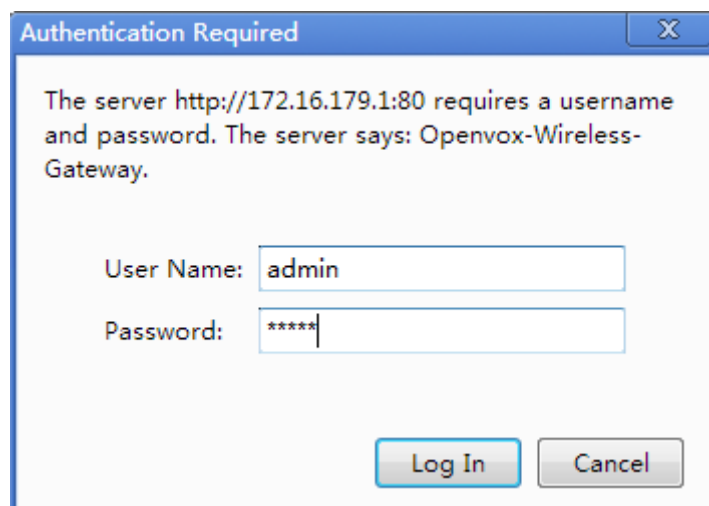 Authentication Required
X
The server http://172.16.179.1:80 requires a username
and password. The server says: Openvox-Wireless-
Gateway.
User Name: admin
Password: *****
Log In Cancel